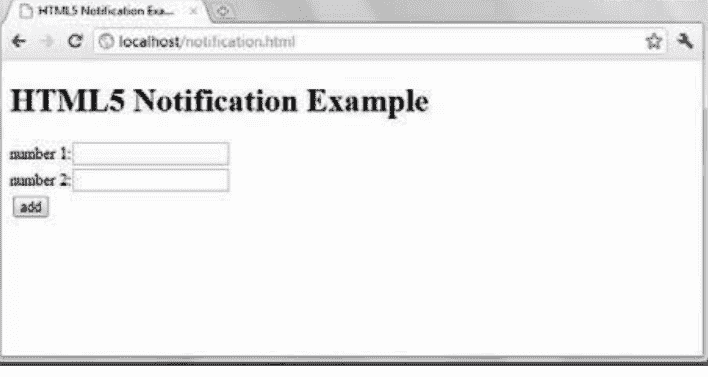 HTML5 Notification Exa...
localhost/notification.html
HTML5 Notification Example
number 1:
number 2:
add